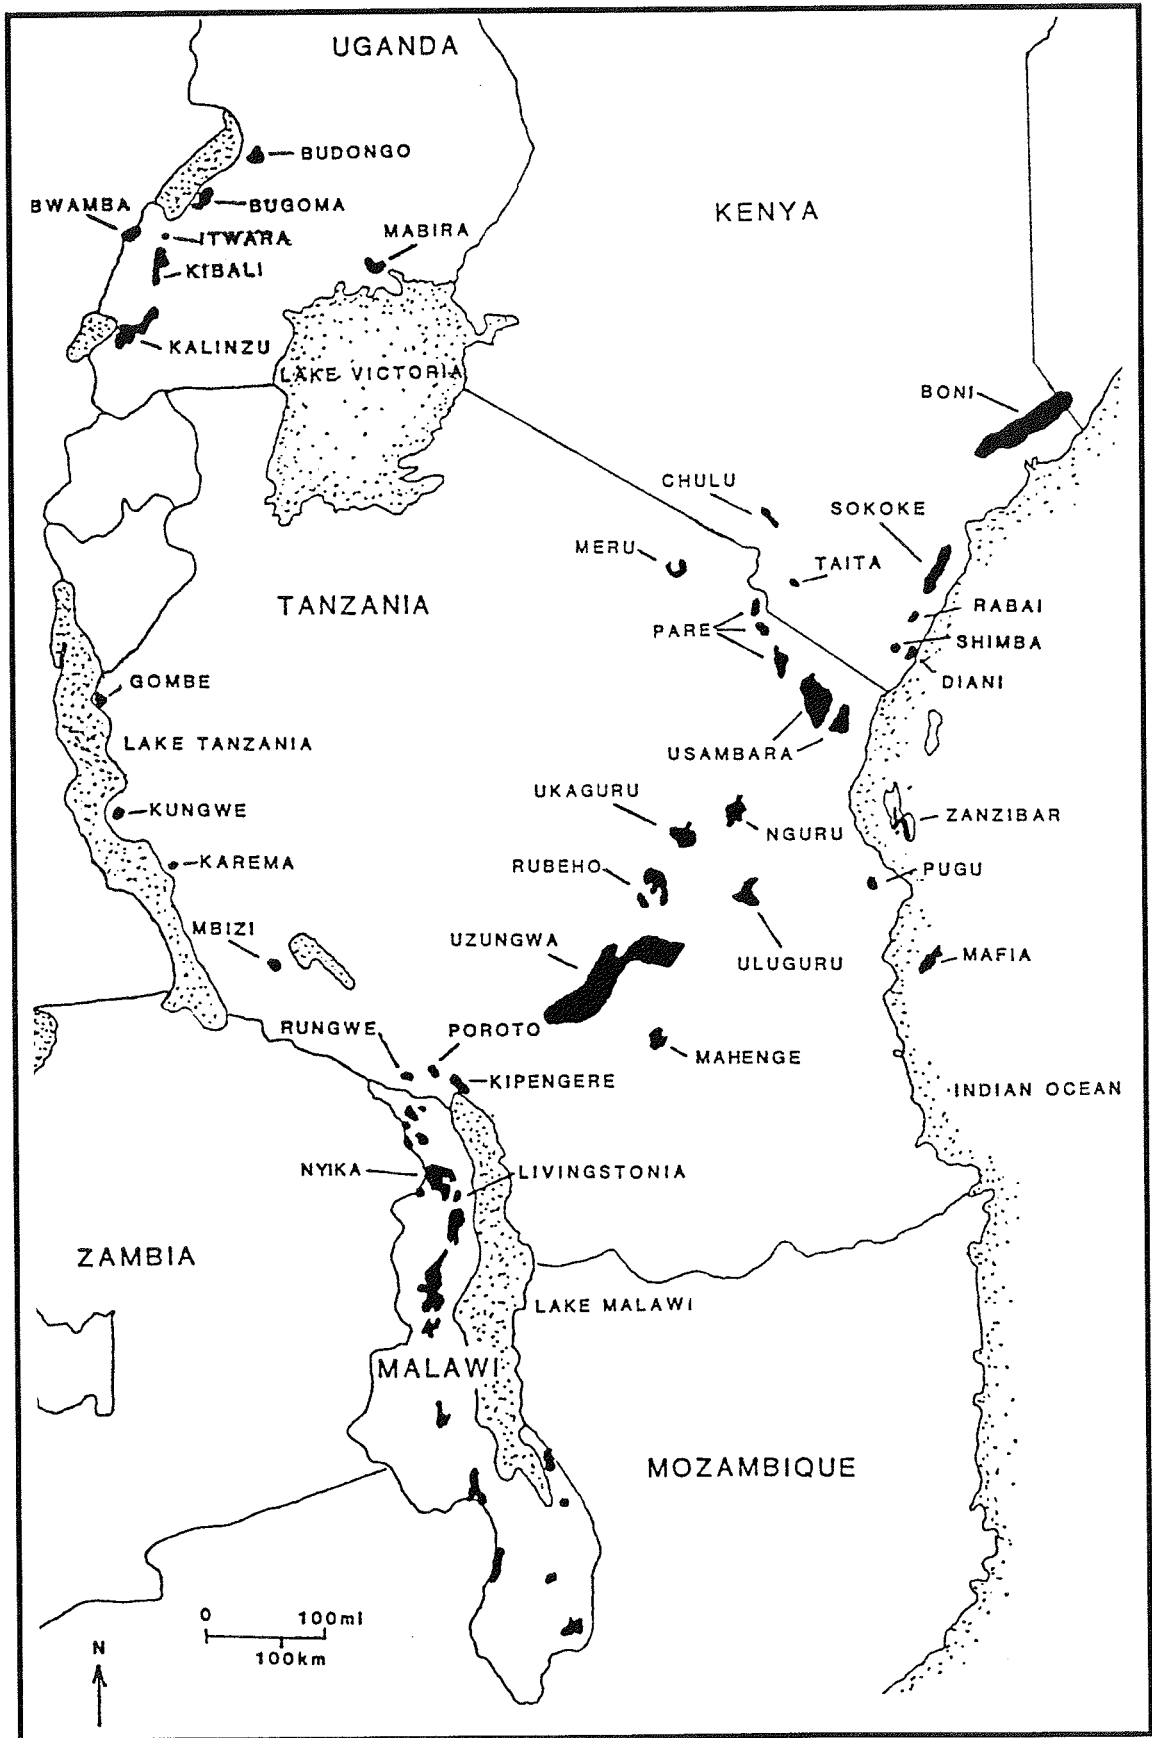 UGANDA
BUDONGO
BWAMBA
BUGOMA
KENYA
MABIRA
ITWARA
KIBALI
KALINZU
LAKE VICTORIA
BONI
CHULU
SOKOKE
MERU
TAITA
TANZANIA
RABAI
PARE
SHIMBA
GOMBE
DIANI
LAKE TANZANIA
USAMBARA
UKAGURU
KUNGWE
ZANZIBAR
NGURU
KAREMA
RUBEHO
PUGU
MBIZI
UZUNGWA
MAFIA
ULUGURU
RUNGWE
POROTO
MAHENGE
KIPENGERE
INDIAN OCEAN
NYIKA
LIVINGSTONIA
ZAMBIA
LAKE MALAWI
MALAWI
MOZAMBIQUE
0 100mi
100km
N